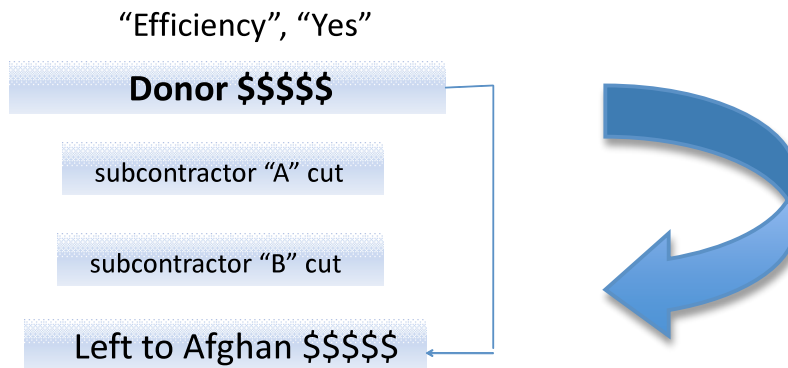 “Efficiency”, “Yes”
Donor $$$$$
subcontractor “A” cut
subcontractor “B” cut
Left to Afghan $$$$$